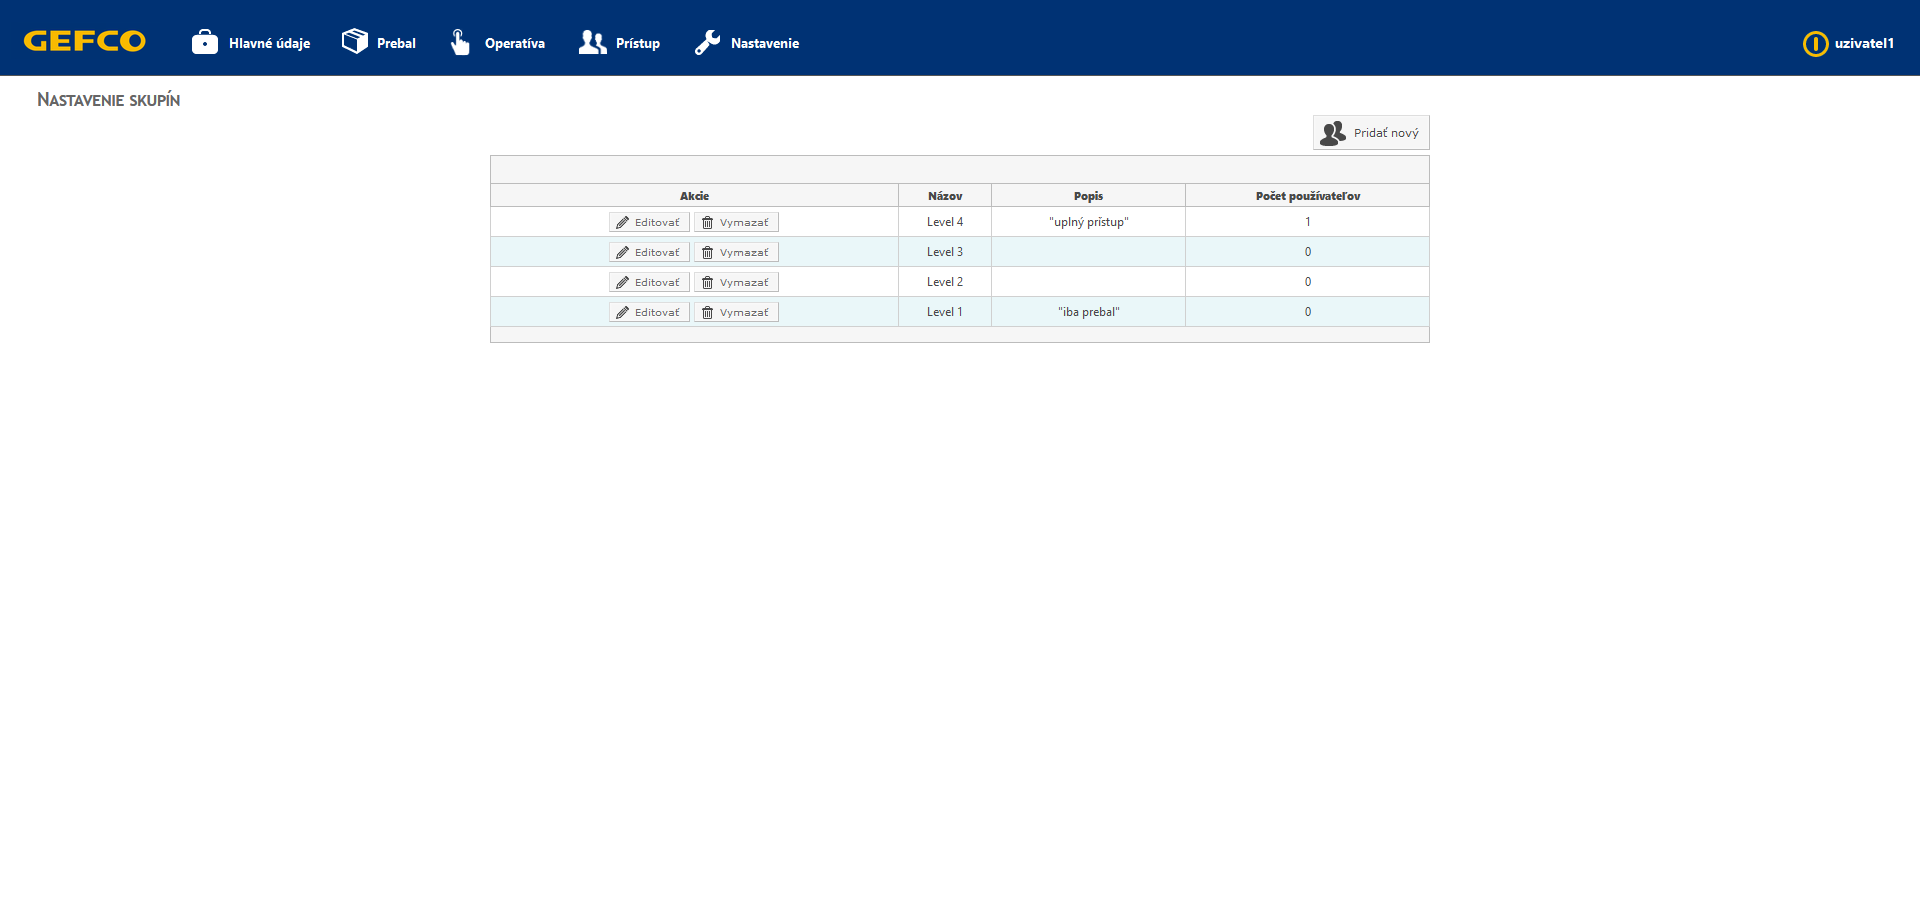 GEFCO Hlavné údaje Prebal Operatíva Prístup Nastavenie uzivatel1
Nastavenie skupín
Pridať nový
Akcie Názov Popis Počet používateľov
Editovať Vymazať Level 4 "uplný prístup" 1
Editovať Vymazať Level 3 0
Editovať Vymazať Level 2 0
Editovať Vymazať Level 1 "iba prebal" 0